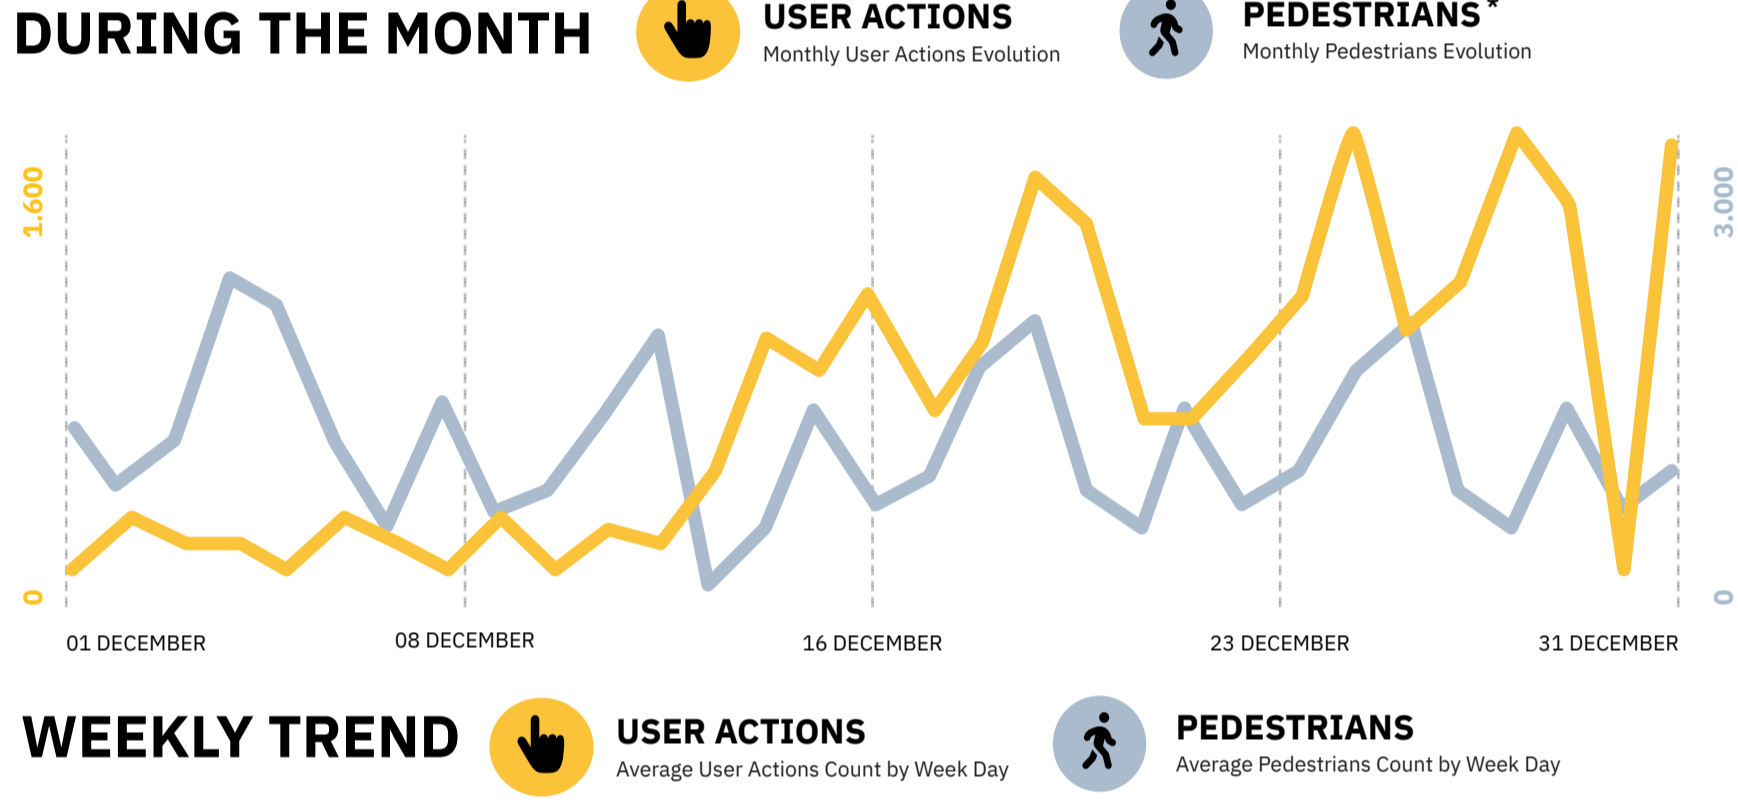 DURING THE MONTH
USER ACTIONS
Monthly User Actions Evolution
PEDESTRIANS*
Monthly Pedestrians Evolution
1.600
0
3.000
0
01 DECEMBER
08 DECEMBER
16 DECEMBER
23 DECEMBER
31 DECEMBER
WEEKLY TREND
USER ACTIONS
Average User Actions Count by Week Day
PEDESTRIANS
Average Pedestrians Count by Week Day